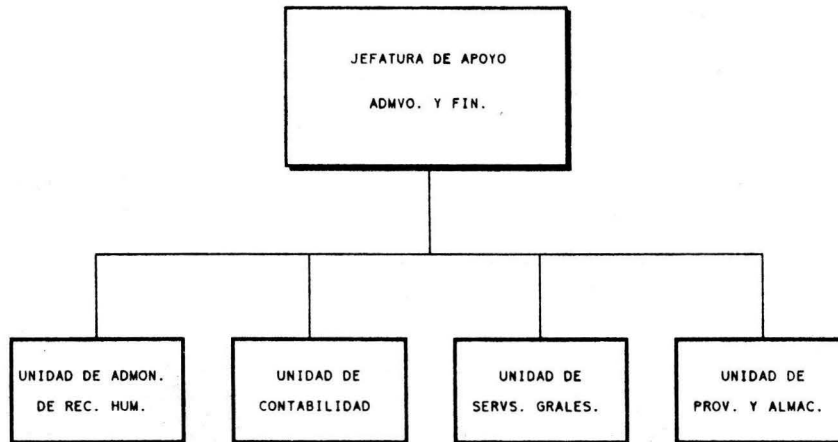 JEFATURA DE APOYO
ADMVO. Y FIN.
UNIDAD DE ADMON.
DE REC. HUM.
UNIDAD DE
CONTABILIDAD
UNIDAD DE
SERVS. GRALES.
UNIDAD DE
PROV. Y ALMAC.